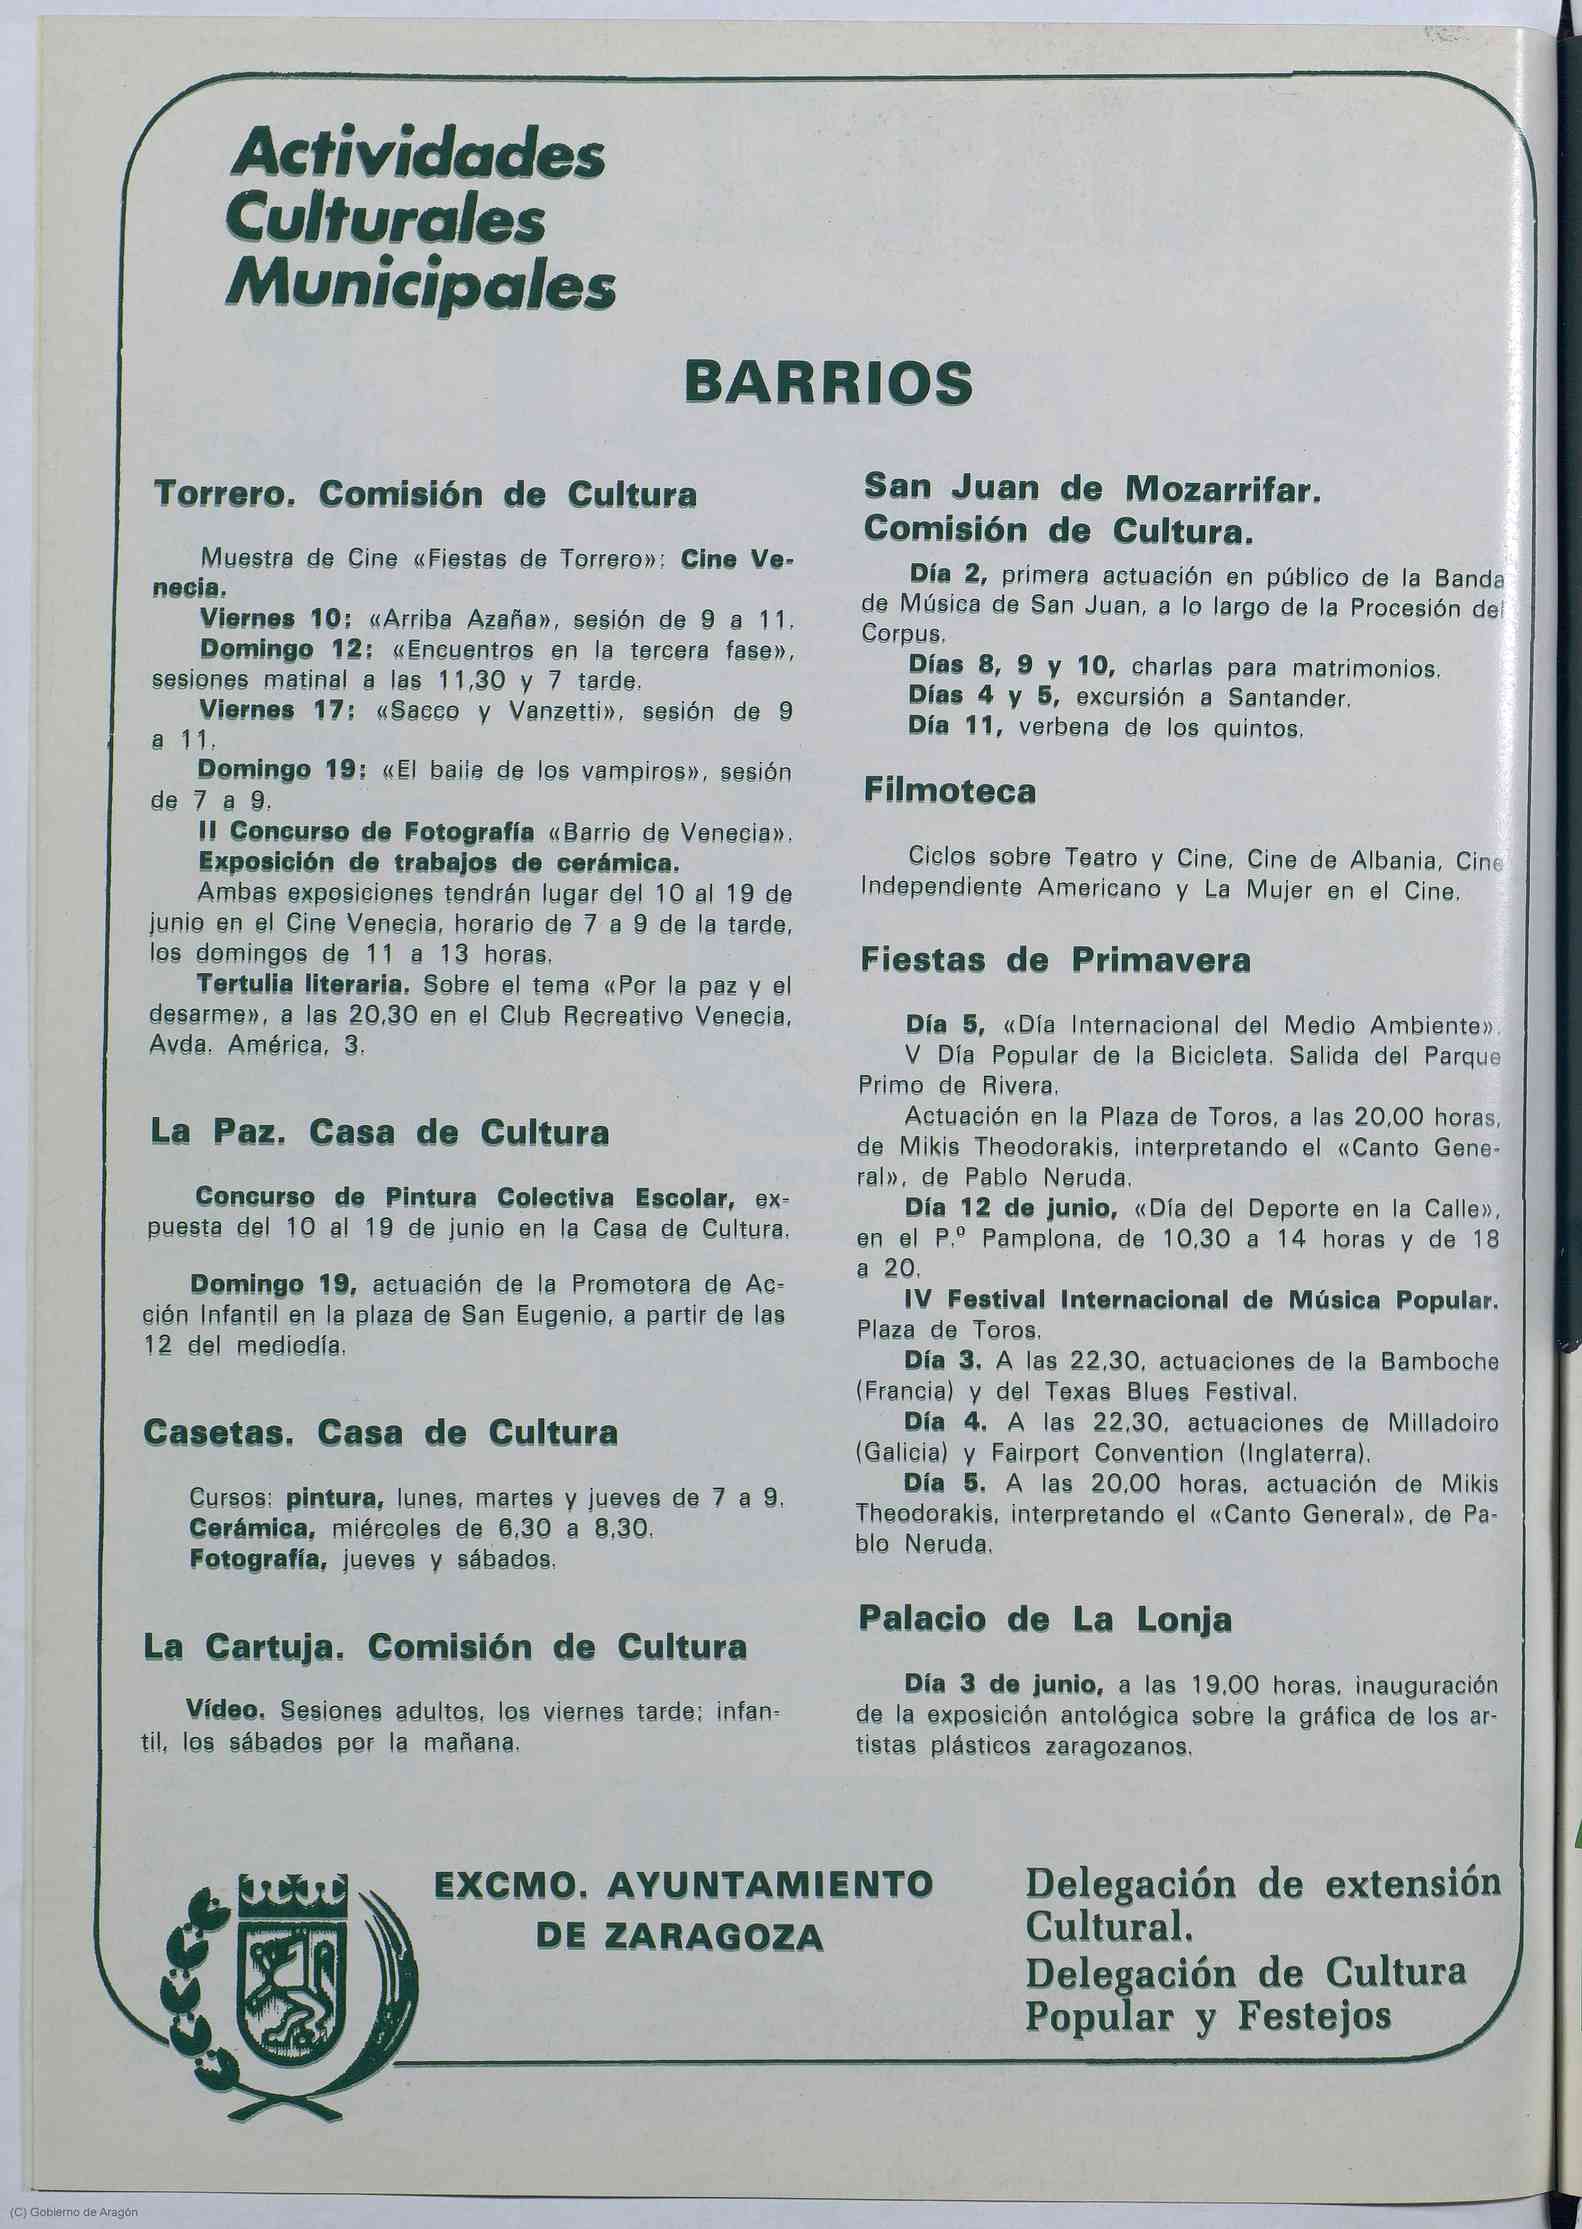 Actividades
Culturales
Municipales
BARRIOS
Torrero. Comisión de Cultura
Muestra de Cine «Fiestas de Torrero»: Cine Ve-
necia.
Viernes 10: «Arriba Azaña», sesión de 9 a 11.
Domingo 12: «Encuentros en la tercera fase»,
sesiones matinal a las 11,30 y 7 tarde.
Viernes 17: «Sacco y Vanzetti», sesión de 9
a 11.
Domingo 19: «El baile de los vampiros», sesión
de 7 a 9.
II Concurso de Fotografía «Barrio de Venecia».
Exposición de trabajos de cerámica.
Ambas exposiciones tendrán lugar del 10 al 19 de
junio en el Cine Venecia, horario de 7 a 9 de la tarde,
los domingos de 11 a 13 horas.
Tertulia literaria. Sobre el tema «Por la paz y el
desarme», a las 20,30 en el Club Recreativo Venecia,
Avda. América, 3.
La Paz. Casa de Cultura
Concurso de Pintura Colectiva Escolar, ex-
puesta del 10 al 19 de junio en la Casa de Cultura.
Domingo 19, actuación de la Promotora de Ac-
ción Infantil en la plaza de San Eugenio, a partir de las
12 del mediodía.
Casetas. Casa de Cultura
Cursos: pintura, lunes, martes y jueves de 7 a 9.
Cerámica, miércoles de 6,30 a 8,30.
Fotografía, jueves y sábados.
La Cartuja. Comisión de Cultura
Vídeo. Sesiones adultos, los viernes tarde; infan-
til, los sábados por la mañana.
San Juan de Mozarrifar.
Comisión de Cultura.
Día 2, primera actuación en público de la Banda
de Música de San Juan, a lo largo de la Procesión del
Corpus.
Días 8, 9 y 10, charlas para matrimonios.
Días 4 y 5, excursión a Santander.
Día 11, verbena de los quintos.
Filmoteca
Ciclos sobre Teatro y Cine, Cine de Albania, Cine
Independiente Americano y La Mujer en el Cine.
Fiestas de Primavera
Día 5, «Día Internacional del Medio Ambiente».
V Día Popular de la Bicicleta. Salida del Parque
Primo de Rivera.
Actuación en la Plaza de Toros, a las 20,00 horas,
de Mikis Theodorakis, interpretando el «Canto Gene-
ral», de Pablo Neruda.
Día 12 de junio, «Día del Deporte en la Calle»,
en el P.º Pamplona, de 10,30 a 14 horas y de 18
a 20.
IV Festival Internacional de Música Popular.
Plaza de Toros.
Día 3. A las 22,30, actuaciones de la Bamboche
(Francia) y del Texas Blues Festival.
Día 4. A las 22,30, actuaciones de Milladoiro
(Galicia) y Fairport Convention (Inglaterra).
Día 5. A las 20,00 horas, actuación de Mikis
Theodorakis, interpretando el «Canto General», de Pa-
blo Neruda.
Palacio de La Lonja
Día 3 de junio, a las 19,00 horas, inauguración
de la exposición antológica sobre la gráfica de los ar-
tistas plásticos zaragozanos.
EXCMO. AYUNTAMIENTO
DE ZARAGOZA
Delegación de extensión
Cultural.
Delegación de Cultura
Popular y Festejos
(C) Gobierno de Aragón